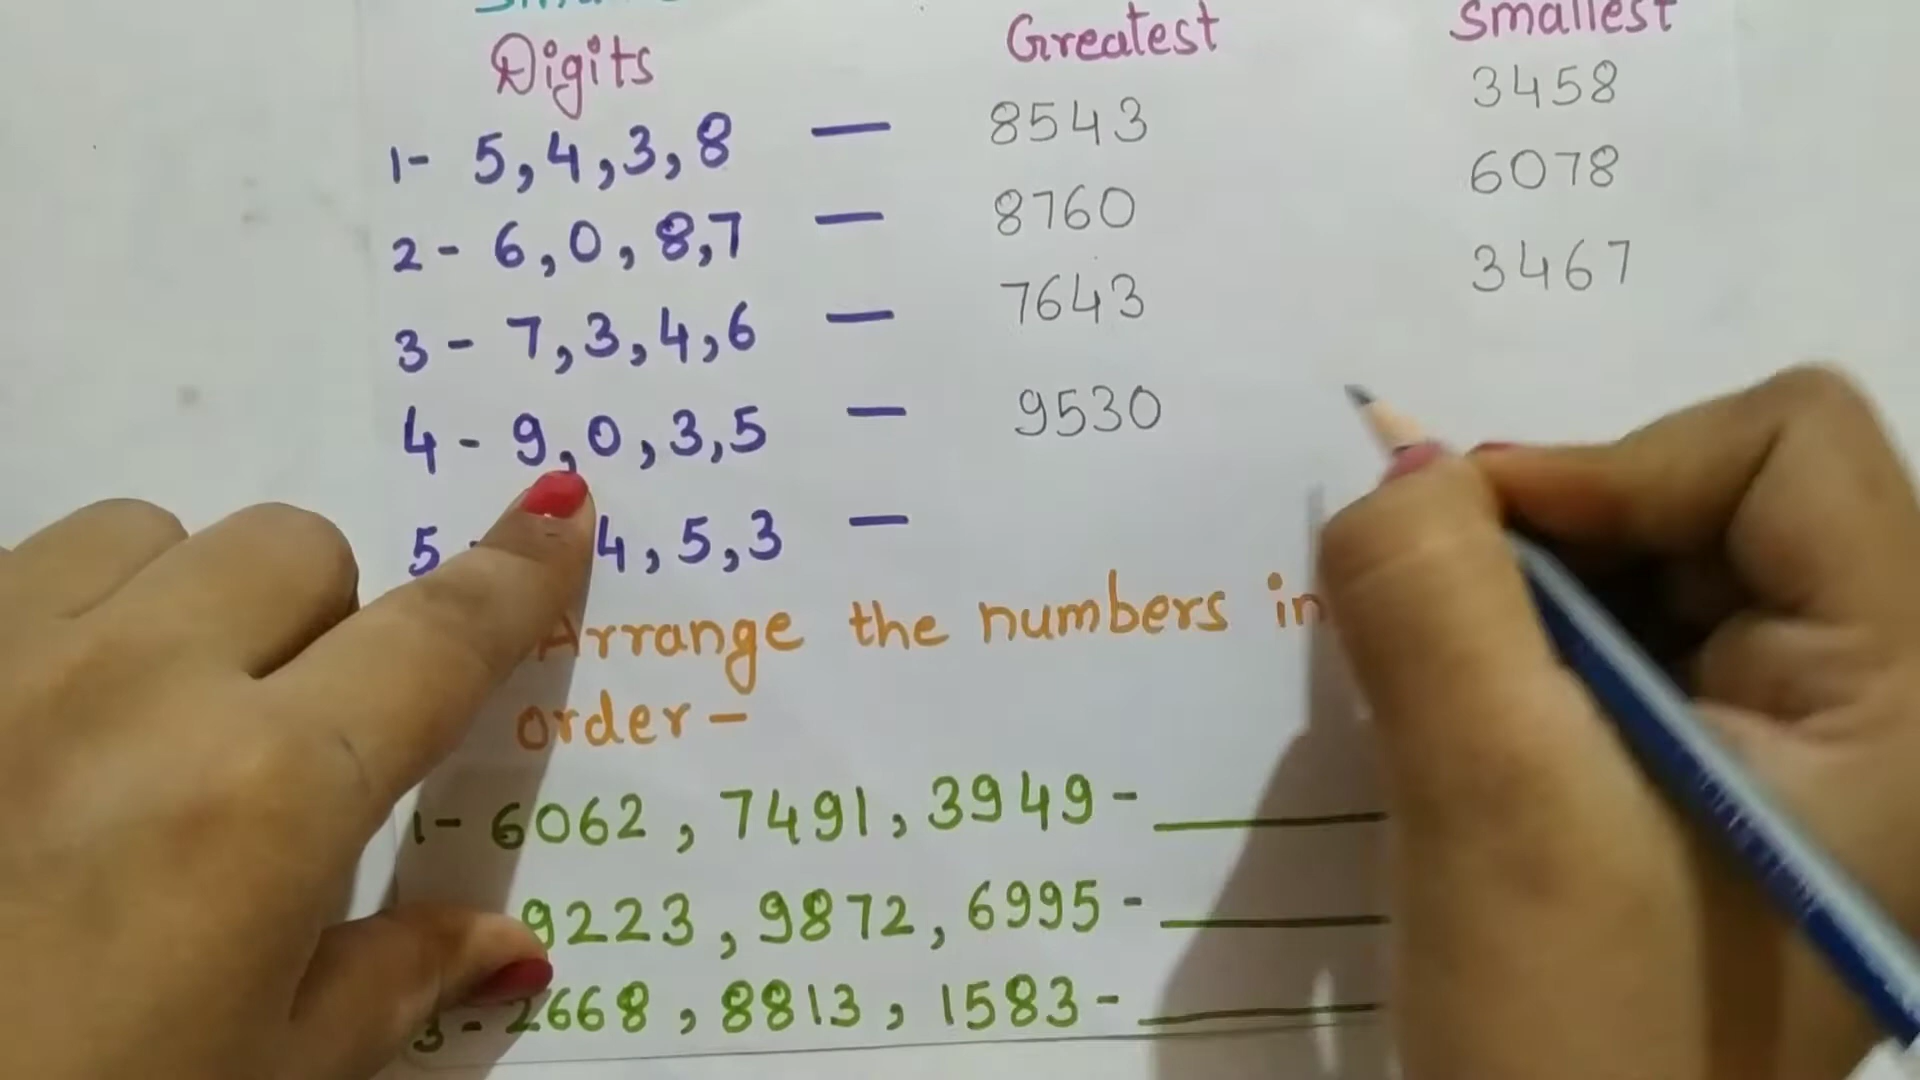 Digits Greatest Smallest
1- 5,4,3,8 — 8543 3458
2- 6,0,8,7 — 8760 6078
3- 7,3,4,6 — 7643 3467
4- 9,0,3,5 — 9530
5 4,5,3 —
Arrange the numbers in
order-
1- 6062, 7491, 3949-
9223, 9872, 6995-
3- 2668, 8813, 1583-